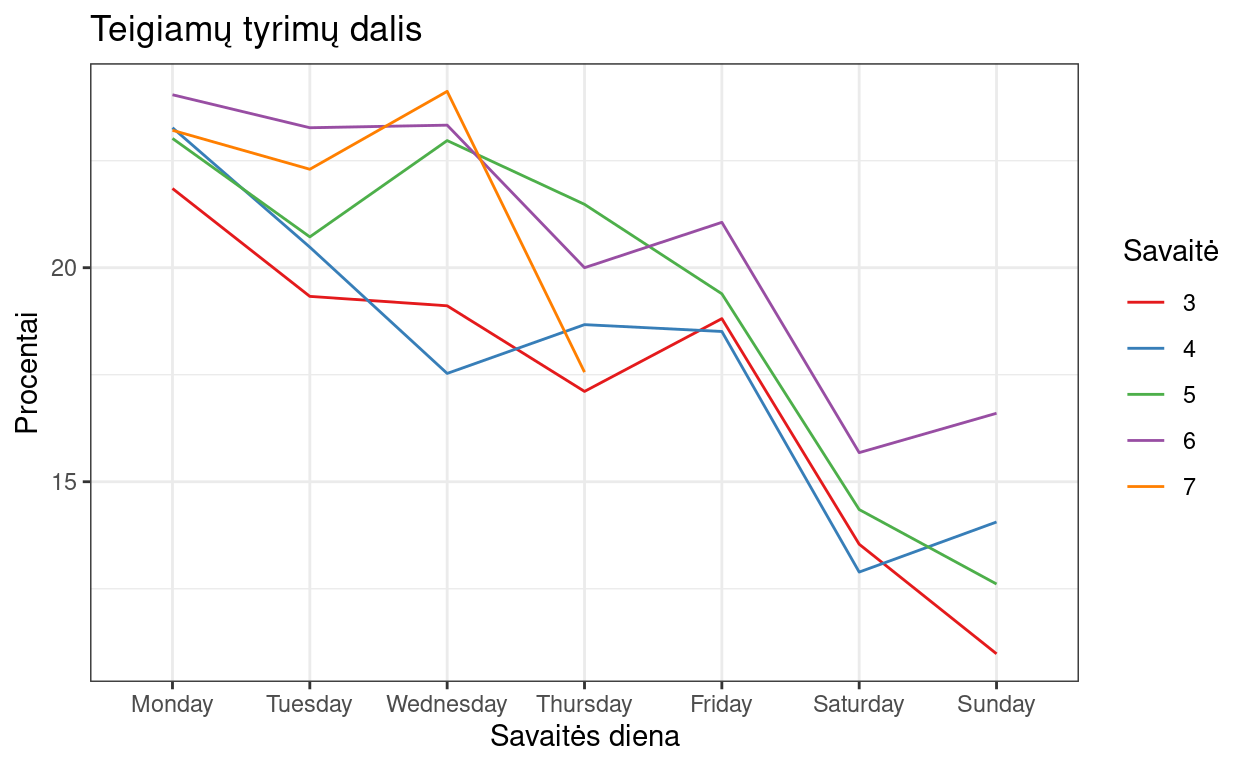 Teigiamų tyrimų dalis
Procentai
20
15
Monday
Tuesday
Wednesday
Thursday
Friday
Saturday
Sunday
Savaitės diena
Savaitė
3
4
5
6
7